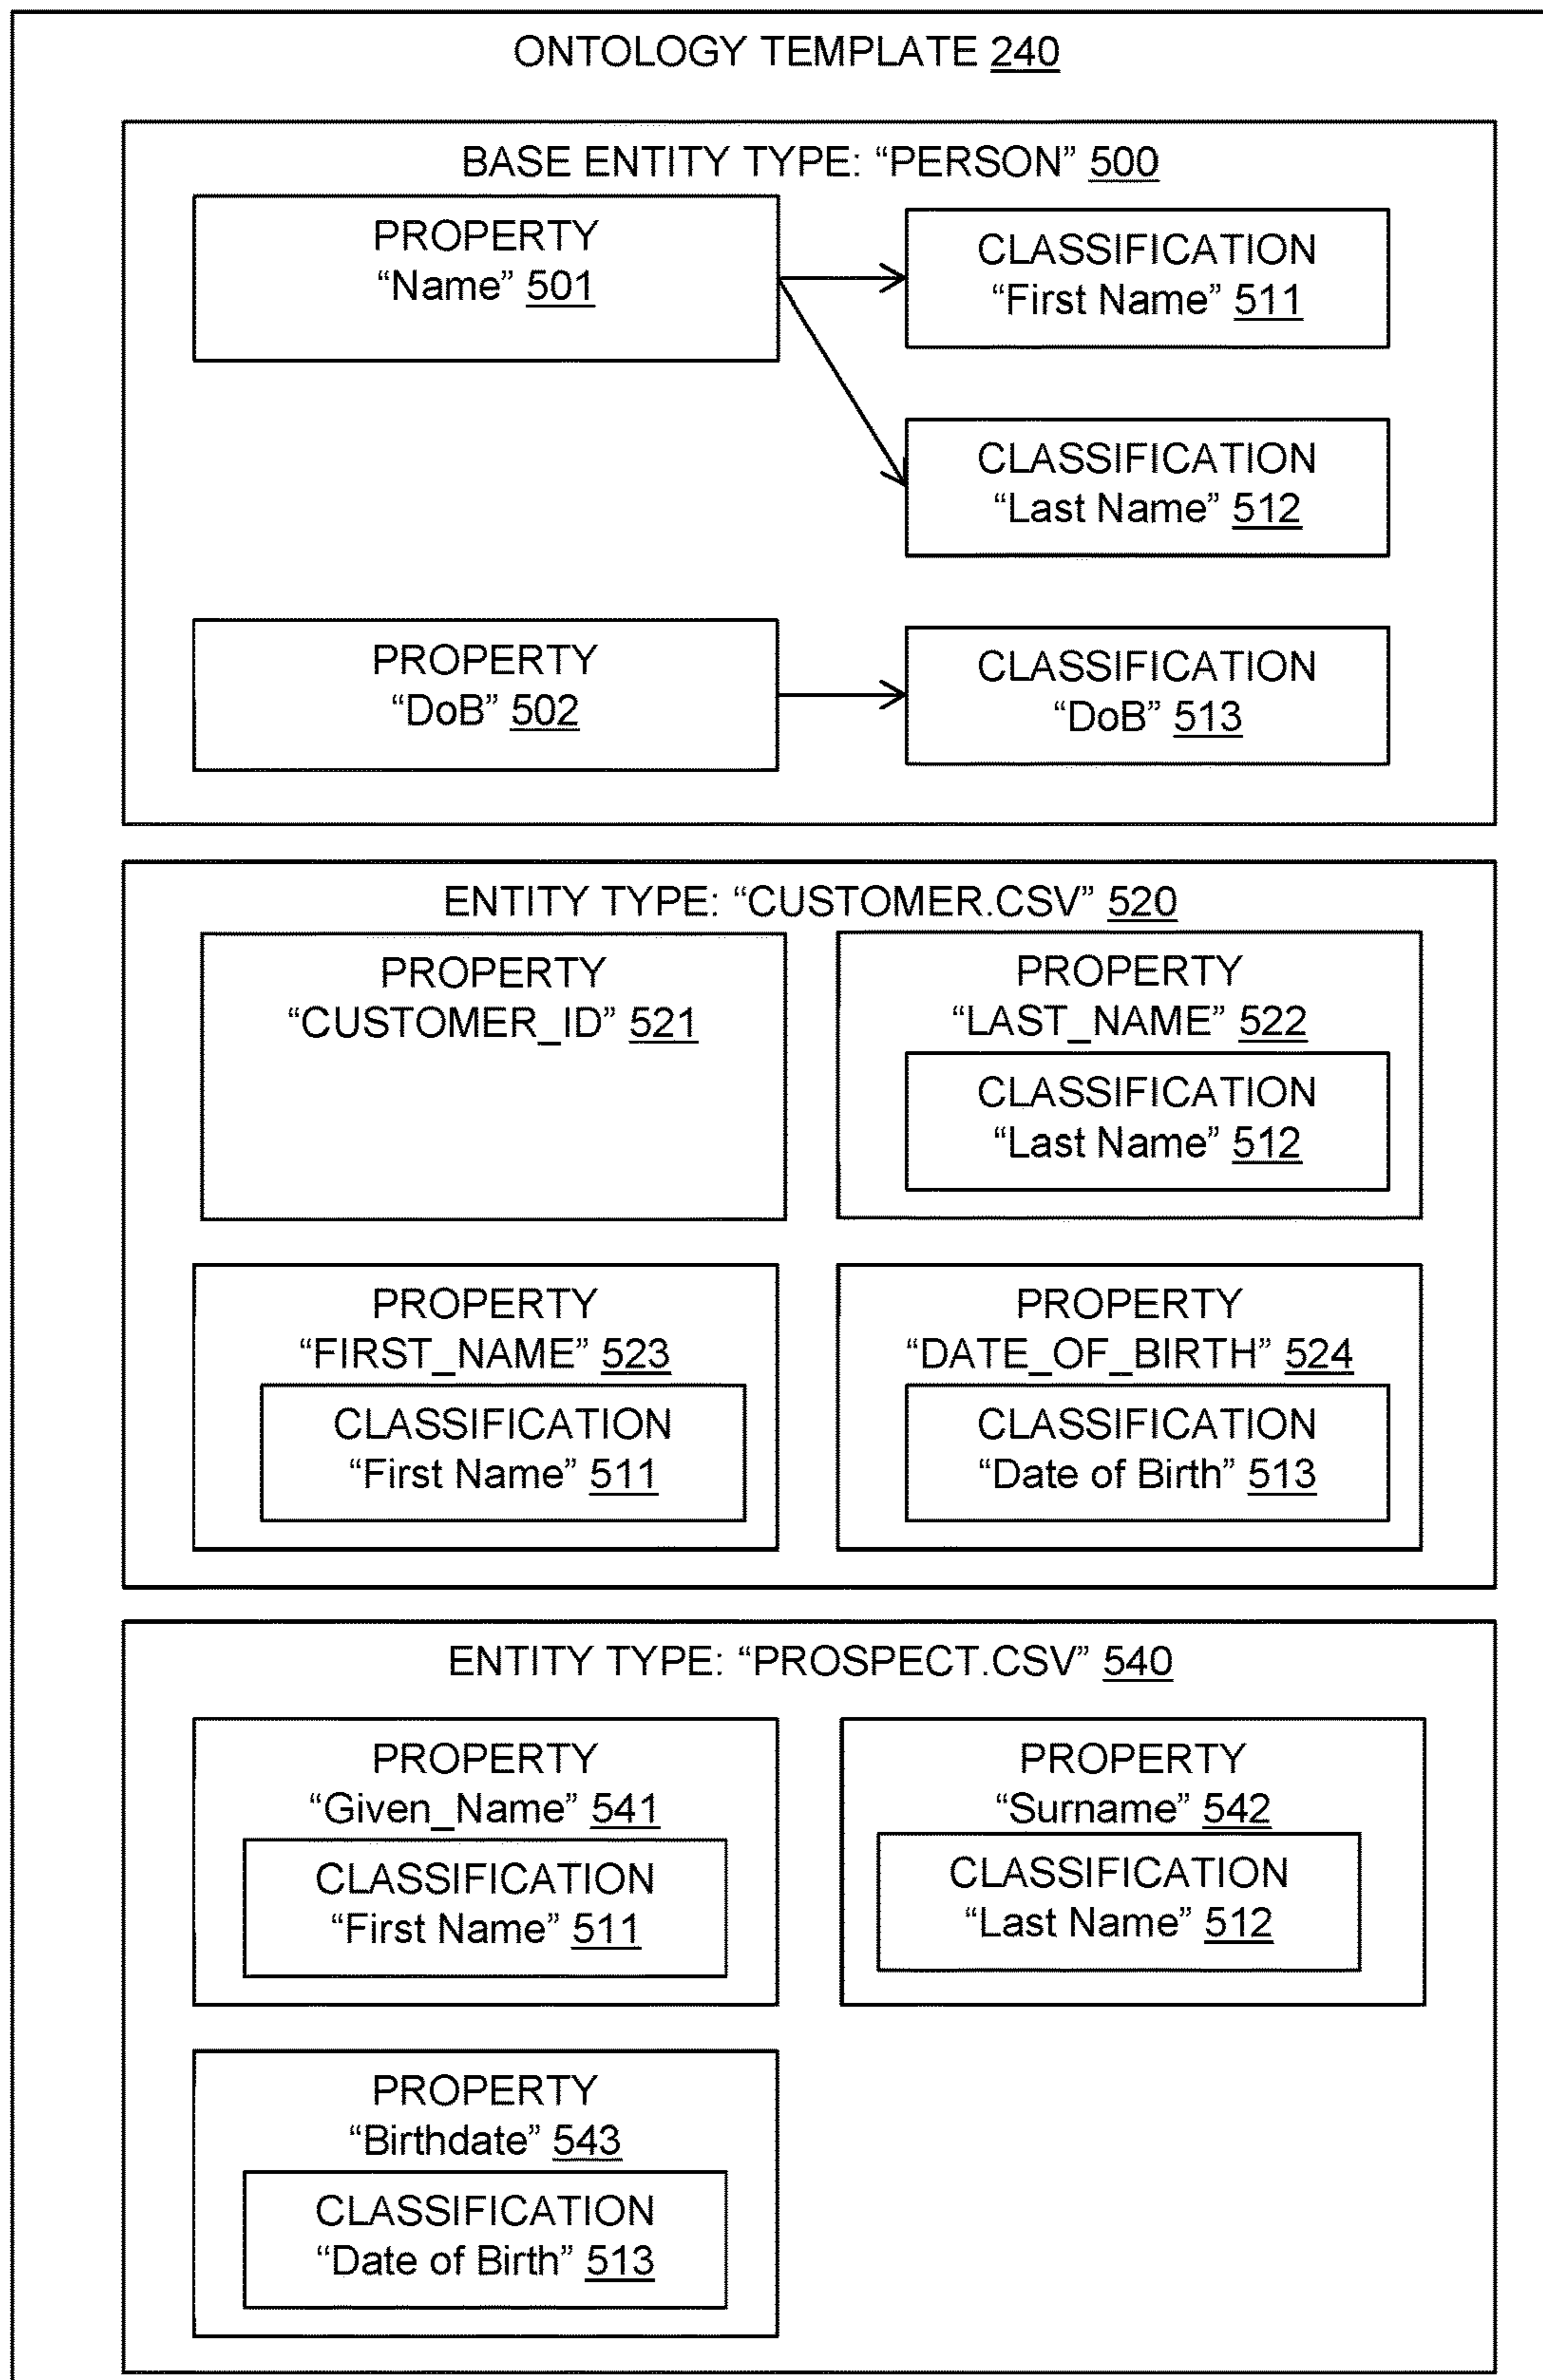 ONTOLOGY TEMPLATE 240
BASE ENTITY TYPE: “PERSON” 500
PROPERTY
“Name” 501
CLASSIFICATION
“First Name” 511
CLASSIFICATION
“Last Name” 512
PROPERTY
“DoB” 502
CLASSIFICATION
“DoB” 513
ENTITY TYPE: “CUSTOMER.CSV” 520
PROPERTY
“CUSTOMER_ID” 521
PROPERTY
“LAST_NAME” 522
CLASSIFICATION
“Last Name” 512
PROPERTY
“FIRST_NAME” 523
CLASSIFICATION
“First Name” 511
PROPERTY
“DATE_OF_BIRTH” 524
CLASSIFICATION
“Date of Birth” 513
ENTITY TYPE: “PROSPECT.CSV” 540
PROPERTY
“Given_Name” 541
CLASSIFICATION
“First Name” 511
PROPERTY
“Surname” 542
CLASSIFICATION
“Last Name” 512
PROPERTY
“Birthdate” 543
CLASSIFICATION
“Date of Birth” 513